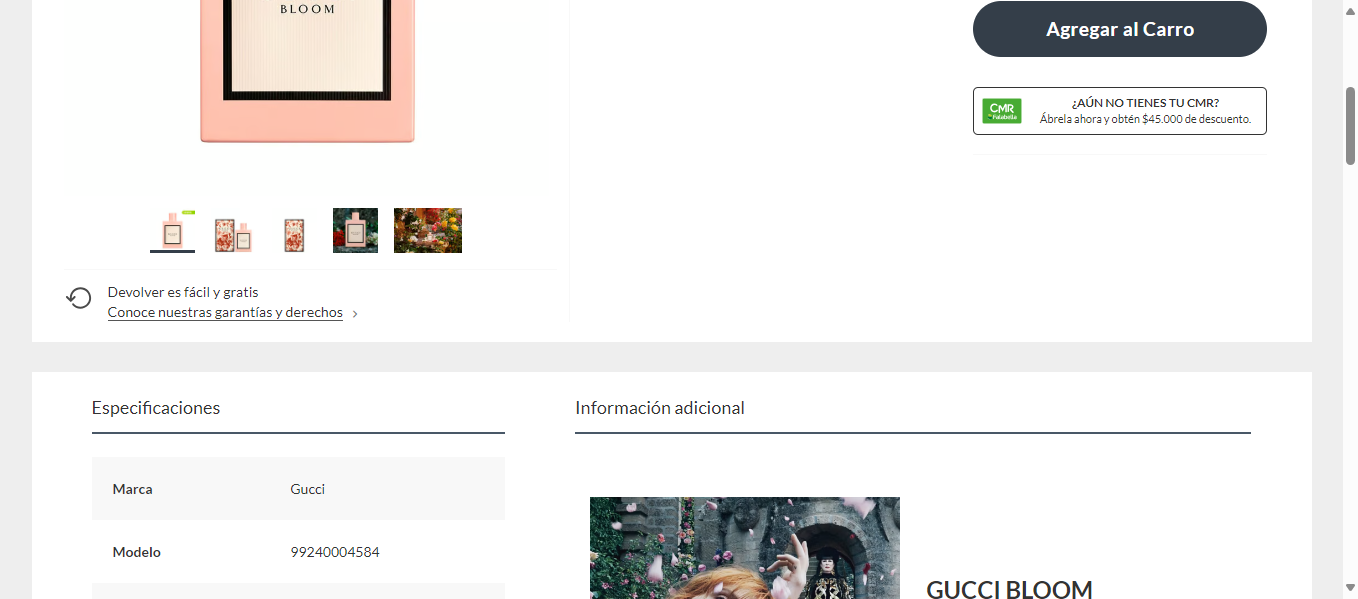 BLOOM
Agregar al Carro
CMR
Falabella
¿AÚN NO TIENES TU CMR?
Ábrela ahora y obtén $45.000 de descuento.
Devolver es fácil y gratis
Conoce nuestras garantías y derechos
Especificaciones
Marca Gucci
Modelo 99240004584
Información adicional
GUCCI BLOOM